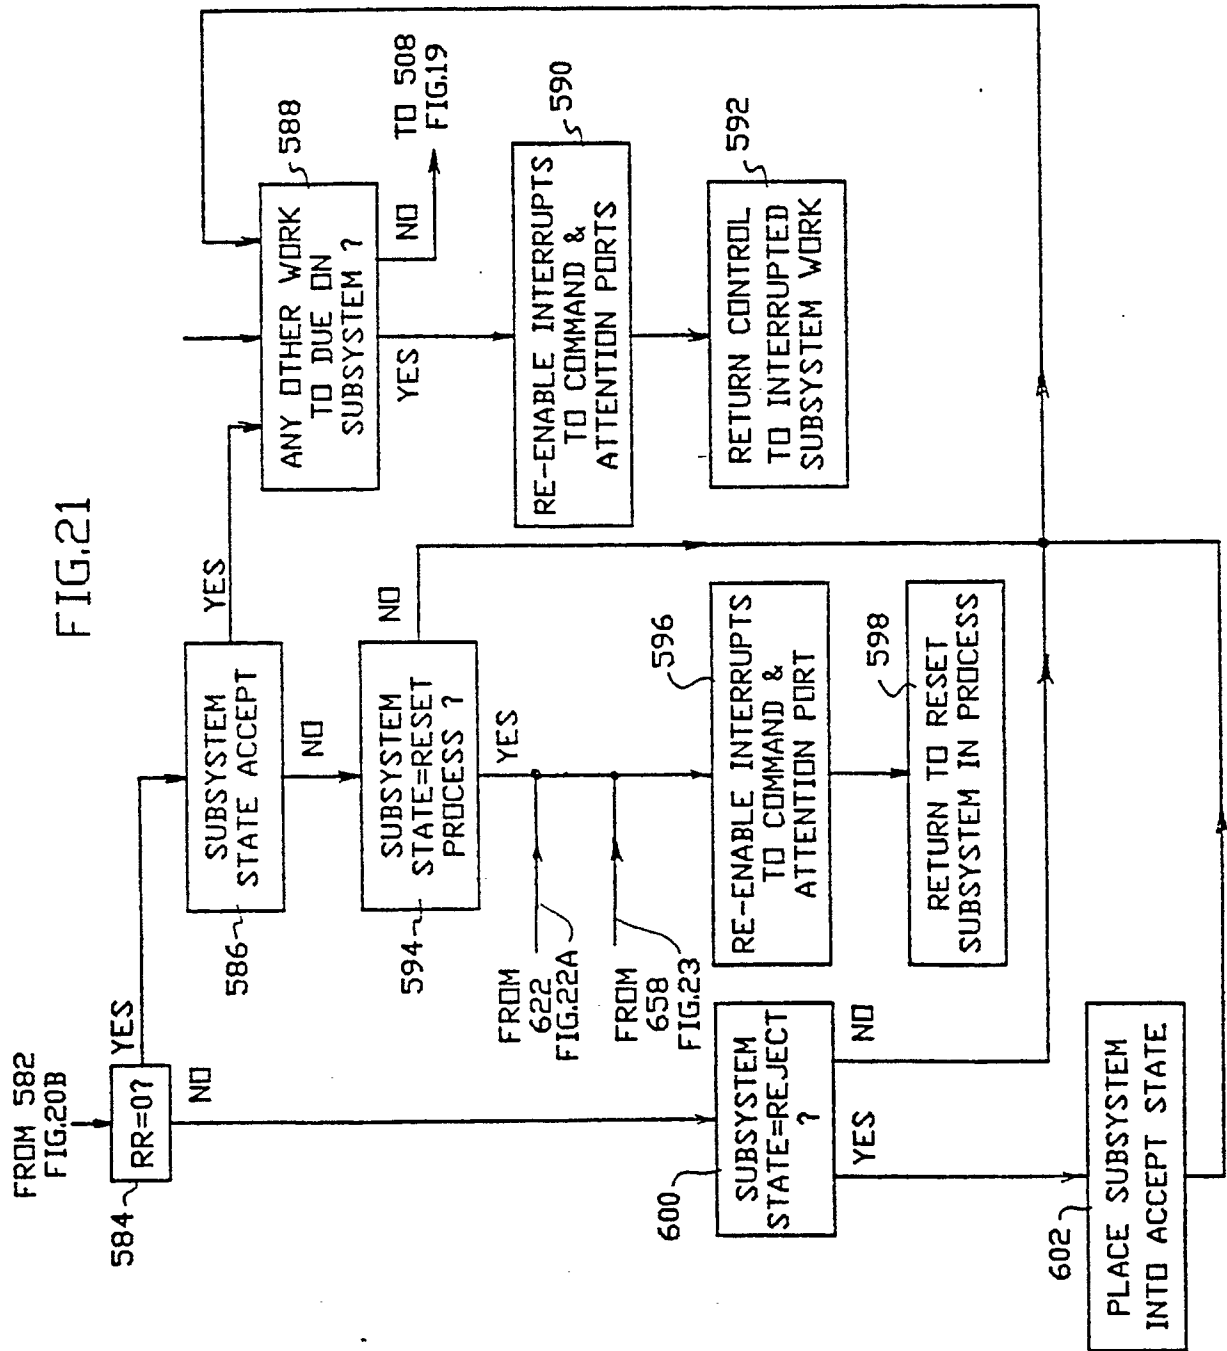 FIG.21
FROM 582
FIG.20B
584
RR=0?
YES
NO
586
SUBSYSTEM
STATE ACCEPT
YES
NO
588
ANY OTHER WORK
TO DUE ON
SUBSYSTEM ?
NO
TO 508
FIG.19
YES
590
RE-ENABLE INTERRUPTS
TO COMMAND &
ATTENTION PORTS
592
RETURN CONTROL
TO INTERRUPTED
SUBSYSTEM WORK
594
SUBSYSTEM
STATE=RESET
PROCESS ?
NO
YES
FROM
622
FIG.22A
FROM
658
FIG.23
596
RE-ENABLE INTERRUPTS
TO COMMAND &
ATTENTION PORT
598
RETURN TO RESET
SUBSYSTEM IN PROCESS
600
SUBSYSTEM
STATE=REJECT
?
NO
YES
602
PLACE SUBSYSTEM
INTO ACCEPT STATE